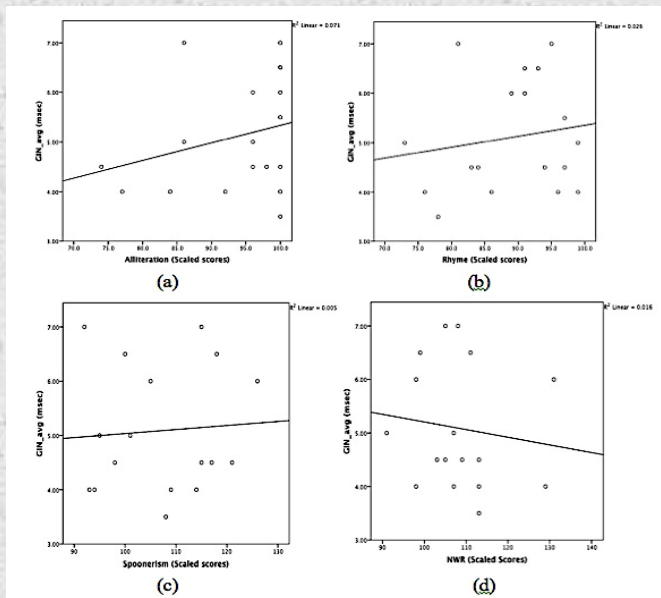 R² Linear = 0.071
7.00
6.00
5.00
4.00
3.00
GIN_avg (msec)
70.0 75.0 80.0 85.0 90.0 95.0 100.0
Alliteration (Scaled scores)
(a)
R² Linear = 0.026
7.00
6.00
5.00
4.00
3.00
GIN_avg (msec)
70.0 75.0 80.0 85.0 90.0 95.0 100.0
Rhyme (Scaled scores)
(b)
R² Linear = 0.005
7.00
6.00
5.00
4.00
3.00
GIN_avg (msec)
90 100 110 120 130
Spoonerism (Scaled scores)
(c)
R² Linear = 0.016
7.00
6.00
5.00
4.00
3.00
GIN_avg (msec)
90 100 110 120 130 140
NWR (Scaled Scores)
(d)